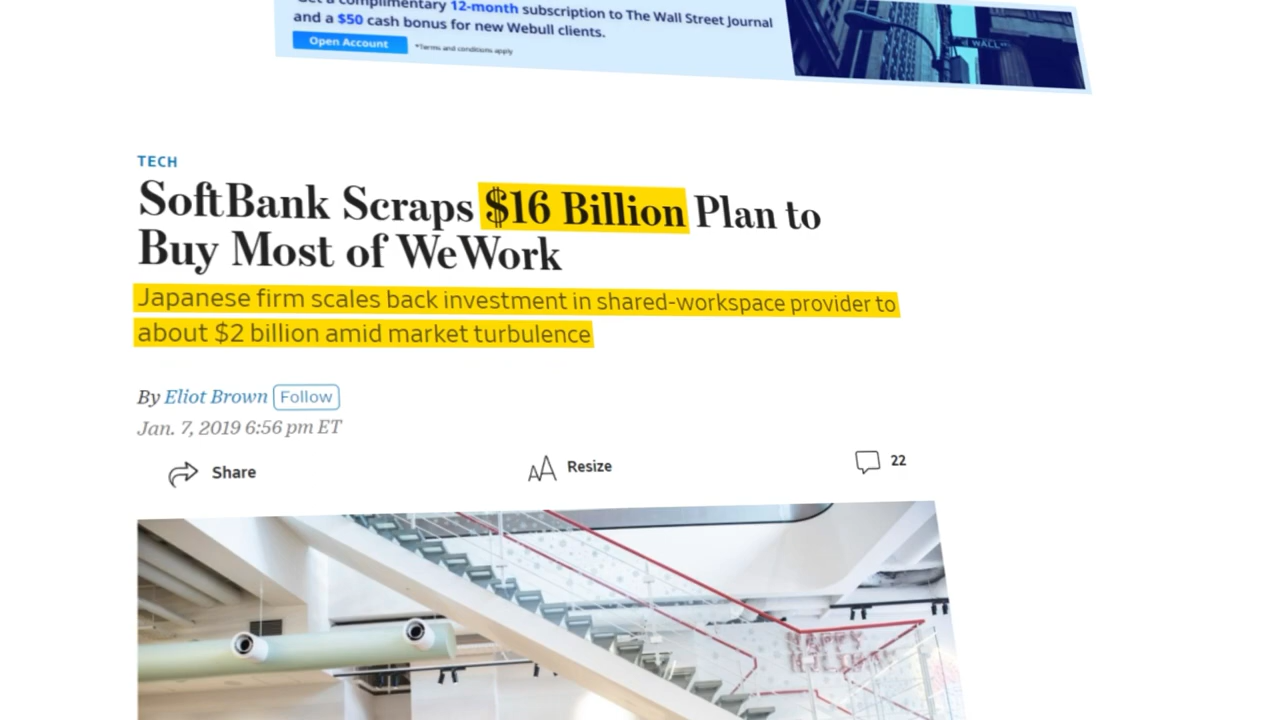 Get a complimentary 12-month subscription to The Wall Street Journal
and a $50 cash bonus for new Webull clients.
Open Account *Terms and conditions apply
WALL
TECH
SoftBank Scraps $16 Billion Plan to
Buy Most of WeWork
Japanese firm scales back investment in shared-workspace provider to
about $2 billion amid market turbulence
By Eliot Brown Follow
Jan. 7, 2019 6:56 pm ET
Share AA Resize 22
HAPPY